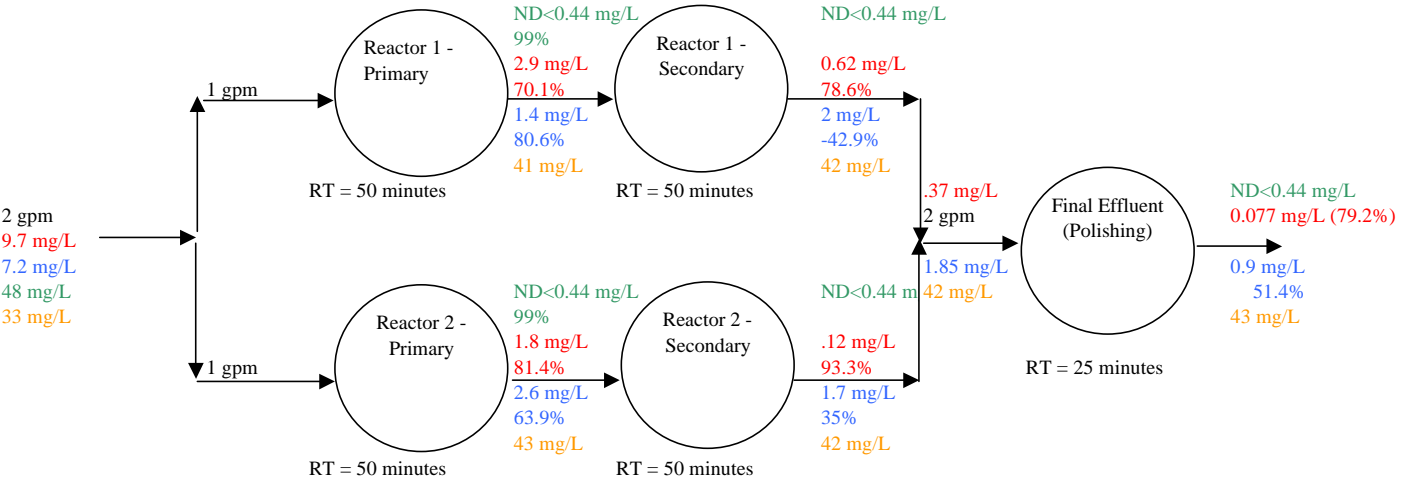 2 gpm
9.7 mg/L
7.2 mg/L
48 mg/L
33 mg/L
1 gpm
Reactor 1 -
Primary
RT = 50 minutes
ND<0.44 mg/L
99%
2.9 mg/L
70.1%
1.4 mg/L
80.6%
41 mg/L
Reactor 1 -
Secondary
RT = 50 minutes
ND<0.44 mg/L
0.62 mg/L
78.6%
2 mg/L
-42.9%
42 mg/L
1 gpm
Reactor 2 -
Primary
RT = 50 minutes
ND<0.44 mg/L
99%
1.8 mg/L
81.4%
2.6 mg/L
63.9%
43 mg/L
Reactor 2 -
Secondary
RT = 50 minutes
ND<0.44 m
.12 mg/L
93.3%
1.7 mg/L
35%
42 mg/L
.37 mg/L
2 gpm
1.85 mg/L
42 mg/L
Final Effluent
(Polishing)
RT = 25 minutes
ND<0.44 mg/L
0.077 mg/L (79.2%)
0.9 mg/L
51.4%
43 mg/L